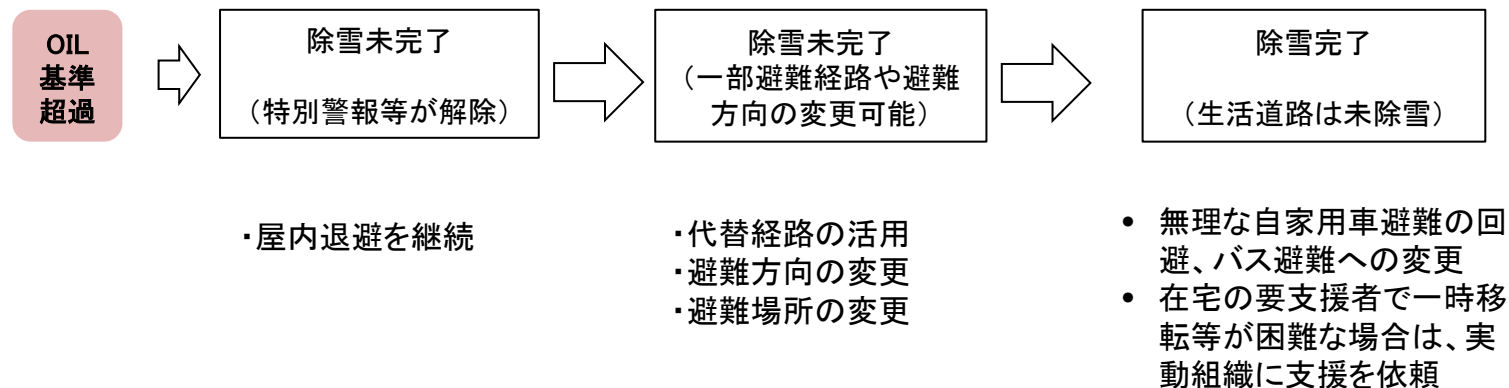 OIL
基準
超過
除雪未完了
（特別警報等が解除）
除雪未完了
（一部避難経路や避難
方向の変更可能）
除雪完了
（生活道路は未除雪）
・屋内退避を継続
・代替経路の活用
・避難方向の変更
・避難場所の変更
• 無理な自家用車避難の回
避、バス避難への変更
• 在宅の要支援者で一時移
転等が困難な場合は、実
動組織に支援を依頼